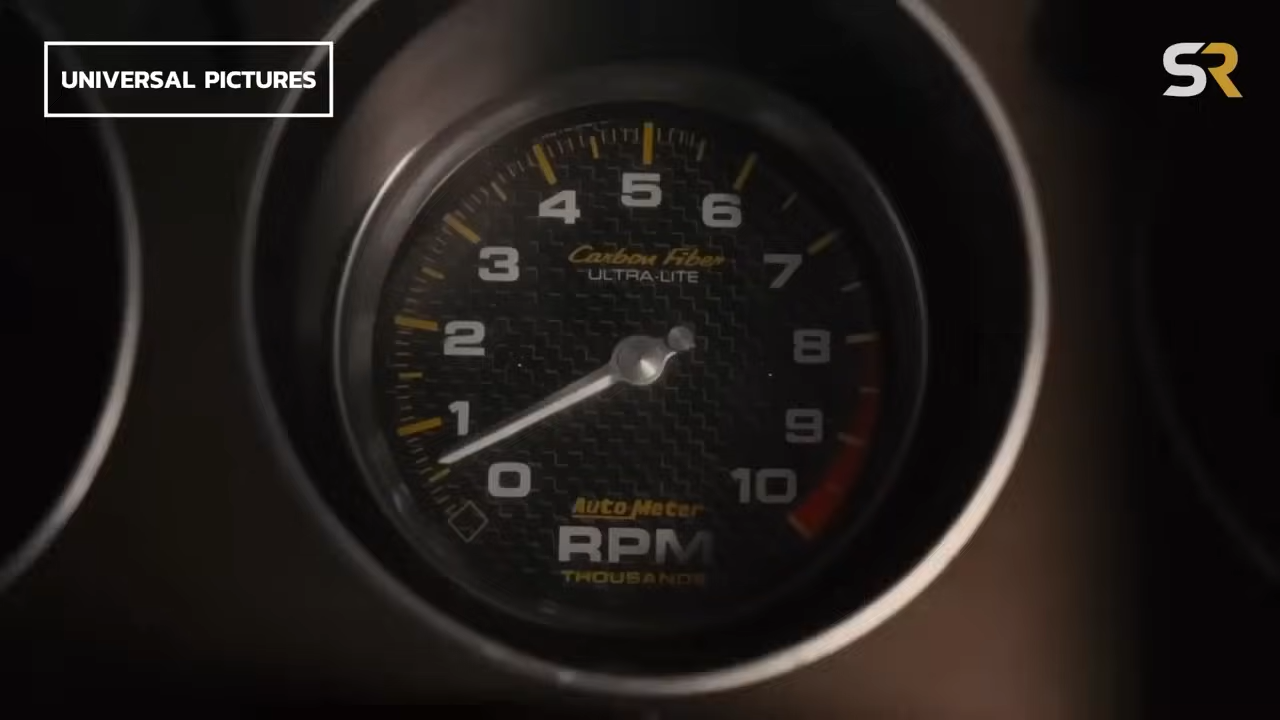 UNIVERSAL PICTURES
SR
5
4
6
3
7
Carbon Fiber
ULTRA-LITE
2
8
1
9
0
10
Auto Meter
RPM
THOUSANDS